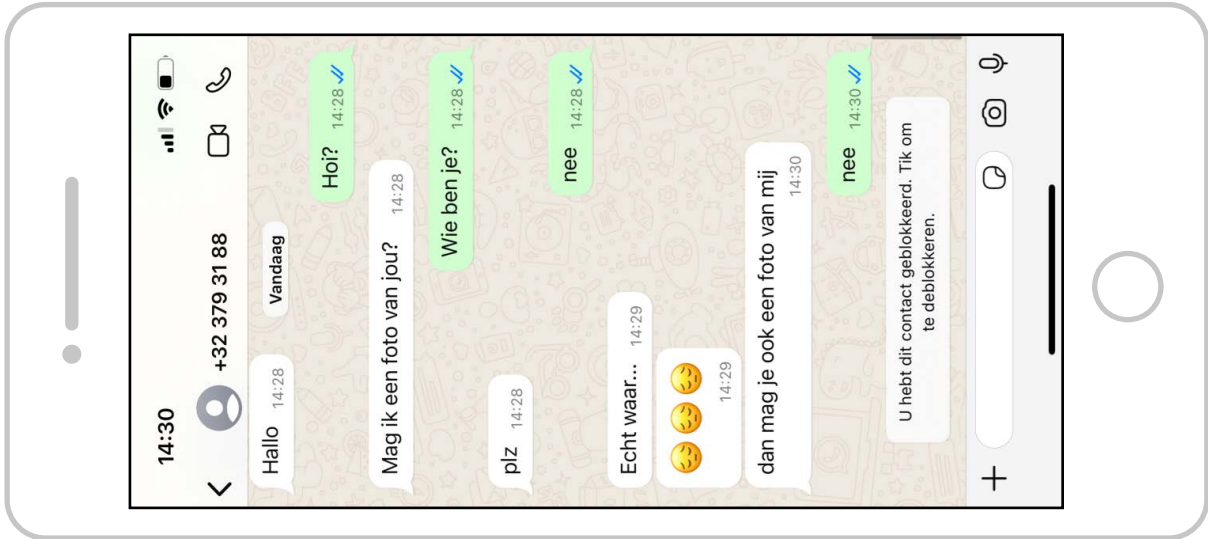 14:30
+32 379 31 88
Vandaag
Hallo 14:28
Hoi? 14:28
Mag ik een foto van jou? 14:28
Wie ben je? 14:28
plz 14:28
nee 14:28
Echt waar... 14:29
😔😔😔 14:29
dan mag je ook een foto van mij
14:30
nee 14:30
U hebt dit contact geblokkeerd. Tik om
te deblokkeren.